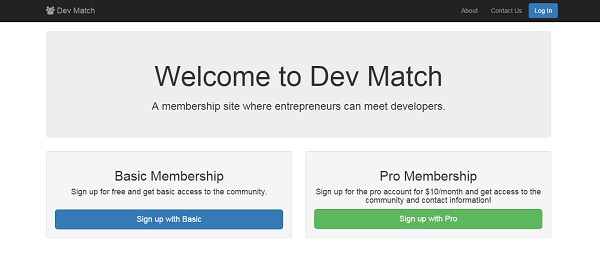 Dev Match
About
Contact Us
Log In
Welcome to Dev Match
A membership site where entrepreneurs can meet developers.
Basic Membership
Sign up for free and get basic access to the community.
Sign up with Basic
Pro Membership
Sign up for the pro account for $10/month and get access to the
community and contact information!
Sign up with Pro